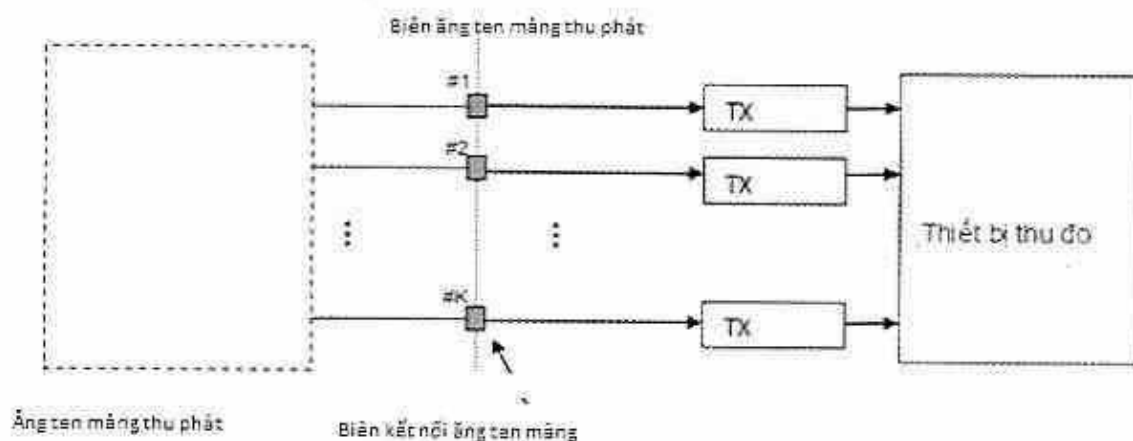 Biên ăng ten mảng thu phát
#1
TX
#2
TX
Thiết bị thu đo
#K
TX
Ăng ten mảng thu phát
Biên kết nối ăng ten mảng